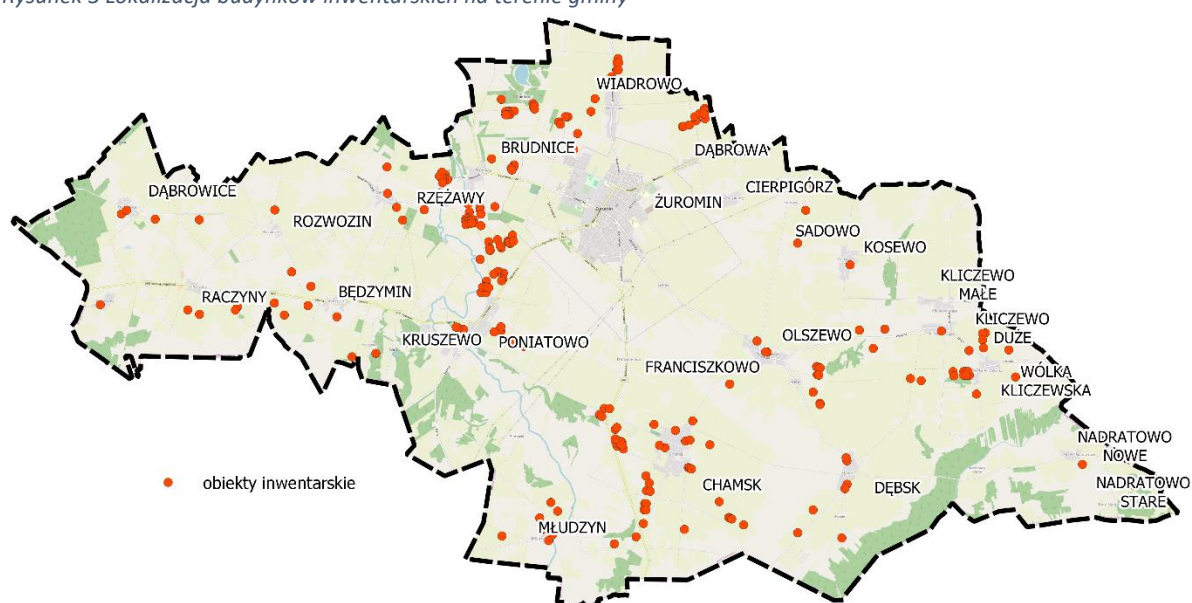 Rysunek 3 Lokalizacja budynków inwentarskich na terenie gminy
WIADROWO
BRUDNICE
DĄBROWA
DĄBROWICE
CIERPIGÓRZ
RZĘŻAWY
ŻUROMIN
ROZWOZIN
SADOWO
KOSEWO
KLICZEWO
MAŁE
RACZYNY
BĘDZYMIN
KLICZEWO
DUŻE
OLSZEWO
KRUSZEWO
PONIATOWO
FRANCISZKOWO
WÓLKA
KLICZEWSKA
NADRATOWO
NOWE
obiekty inwentarskie
CHAMSK
DĘBSK
NADRATOWO
STARE
MŁUDZYN